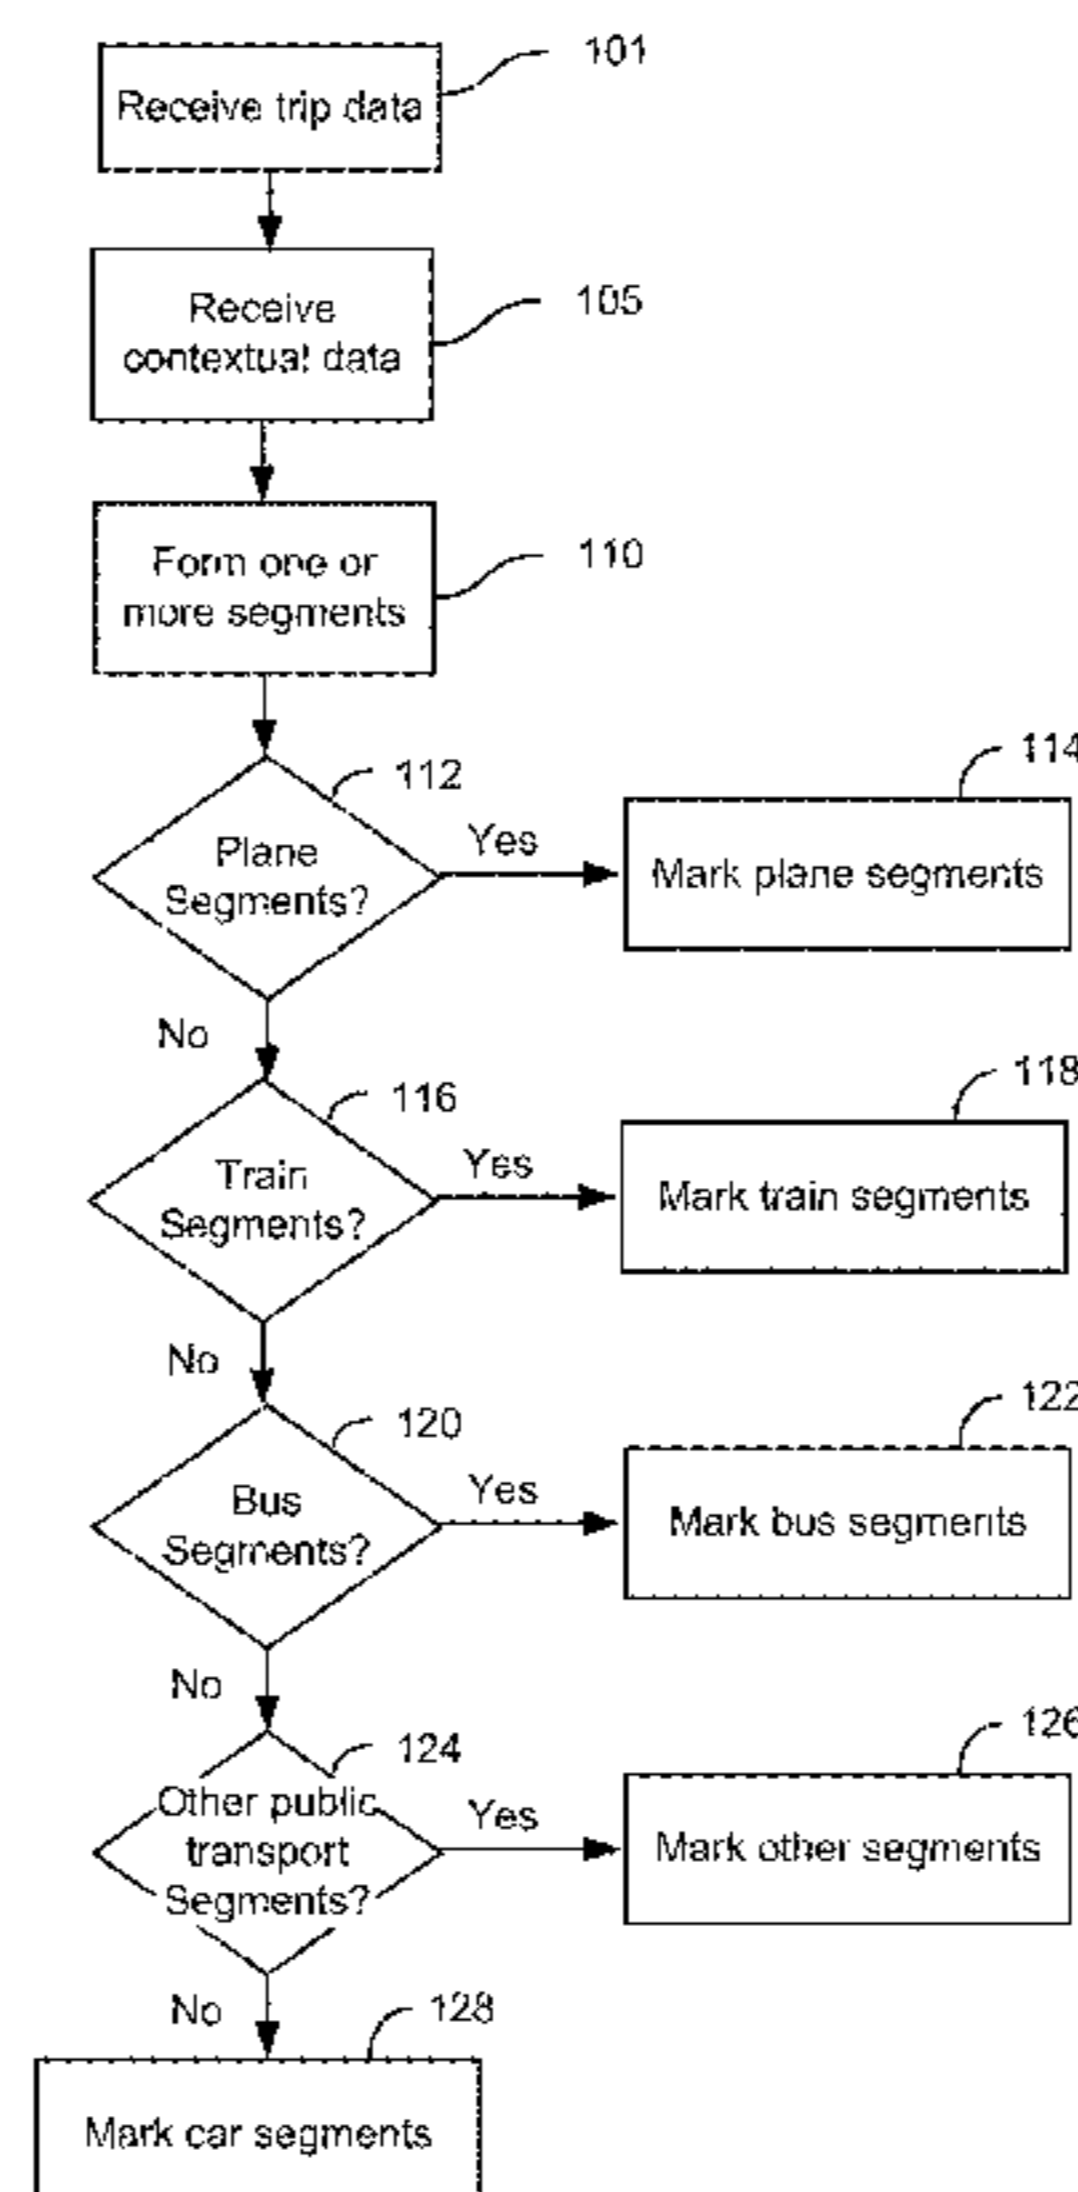 101
Receive trip data
105
Receive
contextual data
110
Form one or
more segments
112
Plane
Segments?
Yes
114
Mark plane segments
No
116
Train
Segments?
Yes
118
Mark train segments
No
120
Bus
Segments?
Yes
122
Mark bus segments
No
124
Other public
transport
Segments?
Yes
126
Mark other segments
No
128
Mark car segments